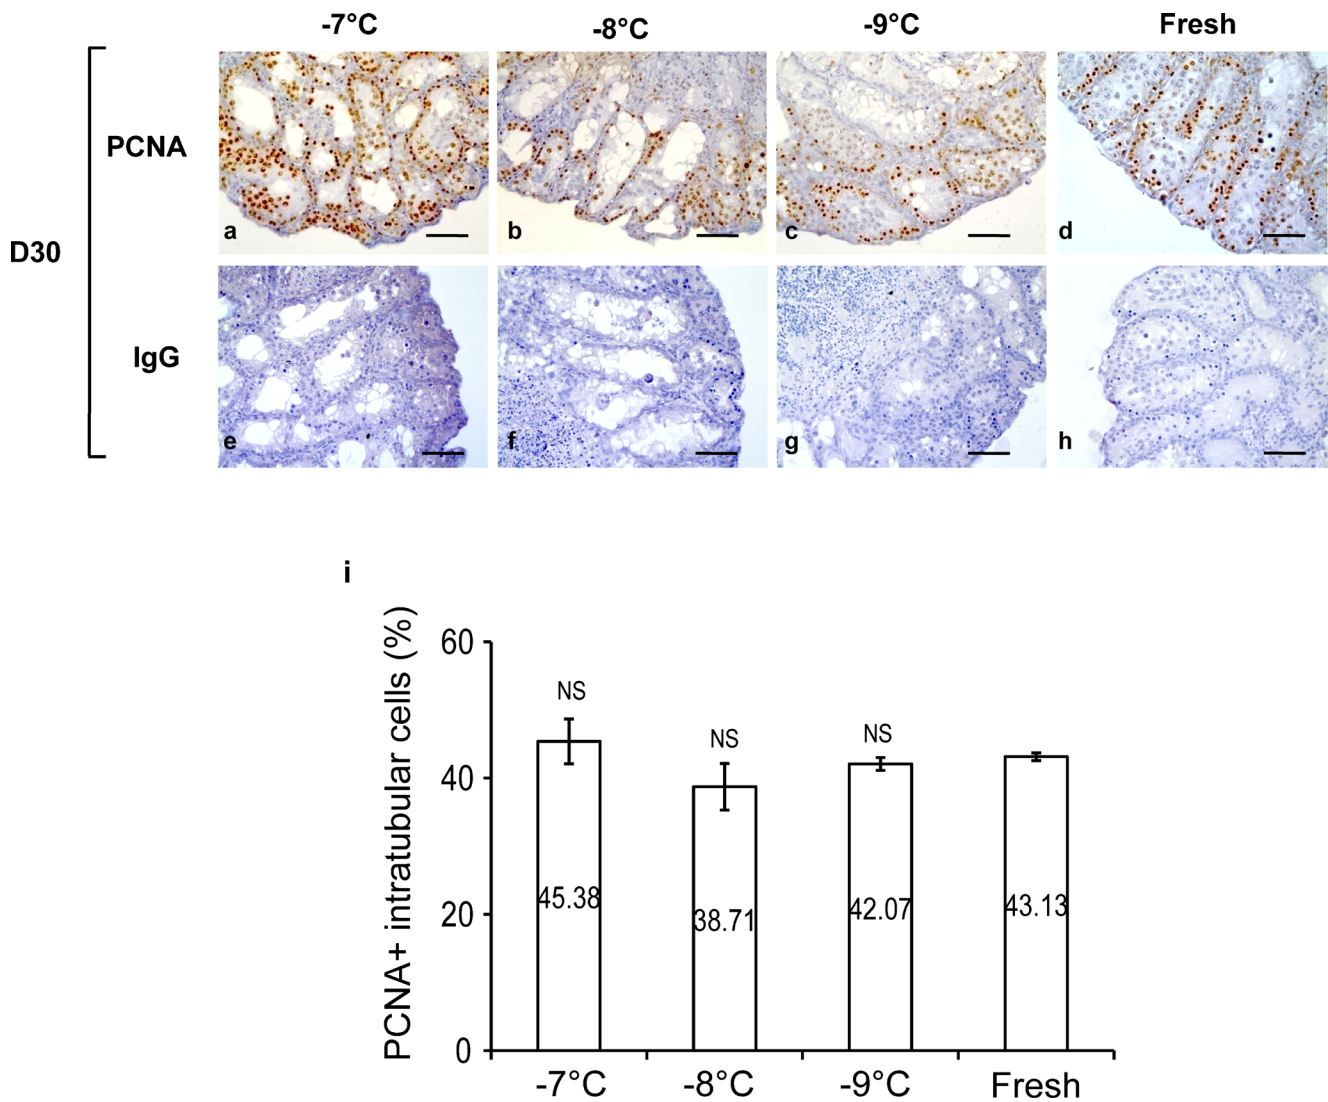 -7°C
-8°C
-9°C
Fresh
PCNA
D30
IgG
a
b
c
d
e
f
g
h
i
PCNA+ intratubular cells (%)
60
40
20
0
NS
NS
NS
45.38
38.71
42.07
43.13
-7°C
-8°C
-9°C
Fresh